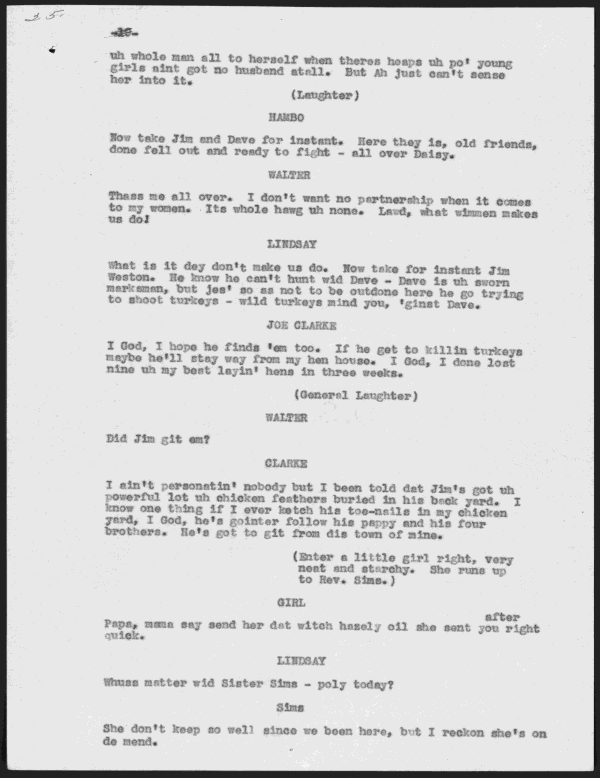 uh whole man all to herself when theres heaps uh po' young
girls aint got no husband atall. But Ah just can't sense
her into it.
(Laughter)
HAMBO
Now take Jim and Dave for instant. Here they is, old friends,
done fell out and ready to fight - all over Daisy.
WALTER
Thass me all over. I don't want no partnership when it comes
to my women. Its whole hawg uh none. Lawd, what wimmen makes
us do!
LINDSAY
What is it dey don't make us do. Now take for instant Jim
Weston. He know he can't hunt wid Dave - Dave is uh sworn
marksman, but jes' so as not to be outdone here he go trying
to shoot turkeys - wild turkeys mind you, 'ginst Dave.
JOE CLARKE
I God, I hope he finds 'em too. If he get to killin turkeys
maybe he'll stay way from my hen house. I God, I done lost
nine uh my best layin' hens in three weeks.
(General Laughter)
WALTER
Did Jim git em?
CLARKE
I ain't personatin' nobody but I been told dat Jim's got uh
powerful lot uh chicken feathers buried in his back yard. I
know one thing if I ever ketch his toe-nails in my chicken
yard, I God, he's gointer follow his pappy and his four
brothers. He's got to git from dis town of mine.
(Enter a little girl right, very
neat and starchy. She runs up
to Rev. Sims.)
GIRL
after
Papa, mama say send her dat witch hazely oil she sent you right
quick.
LINDSAY
Whuss matter wid Sister Sims - poly today?
Sims
She don't keep so well since we been here, but I reckon she's on
de mend.